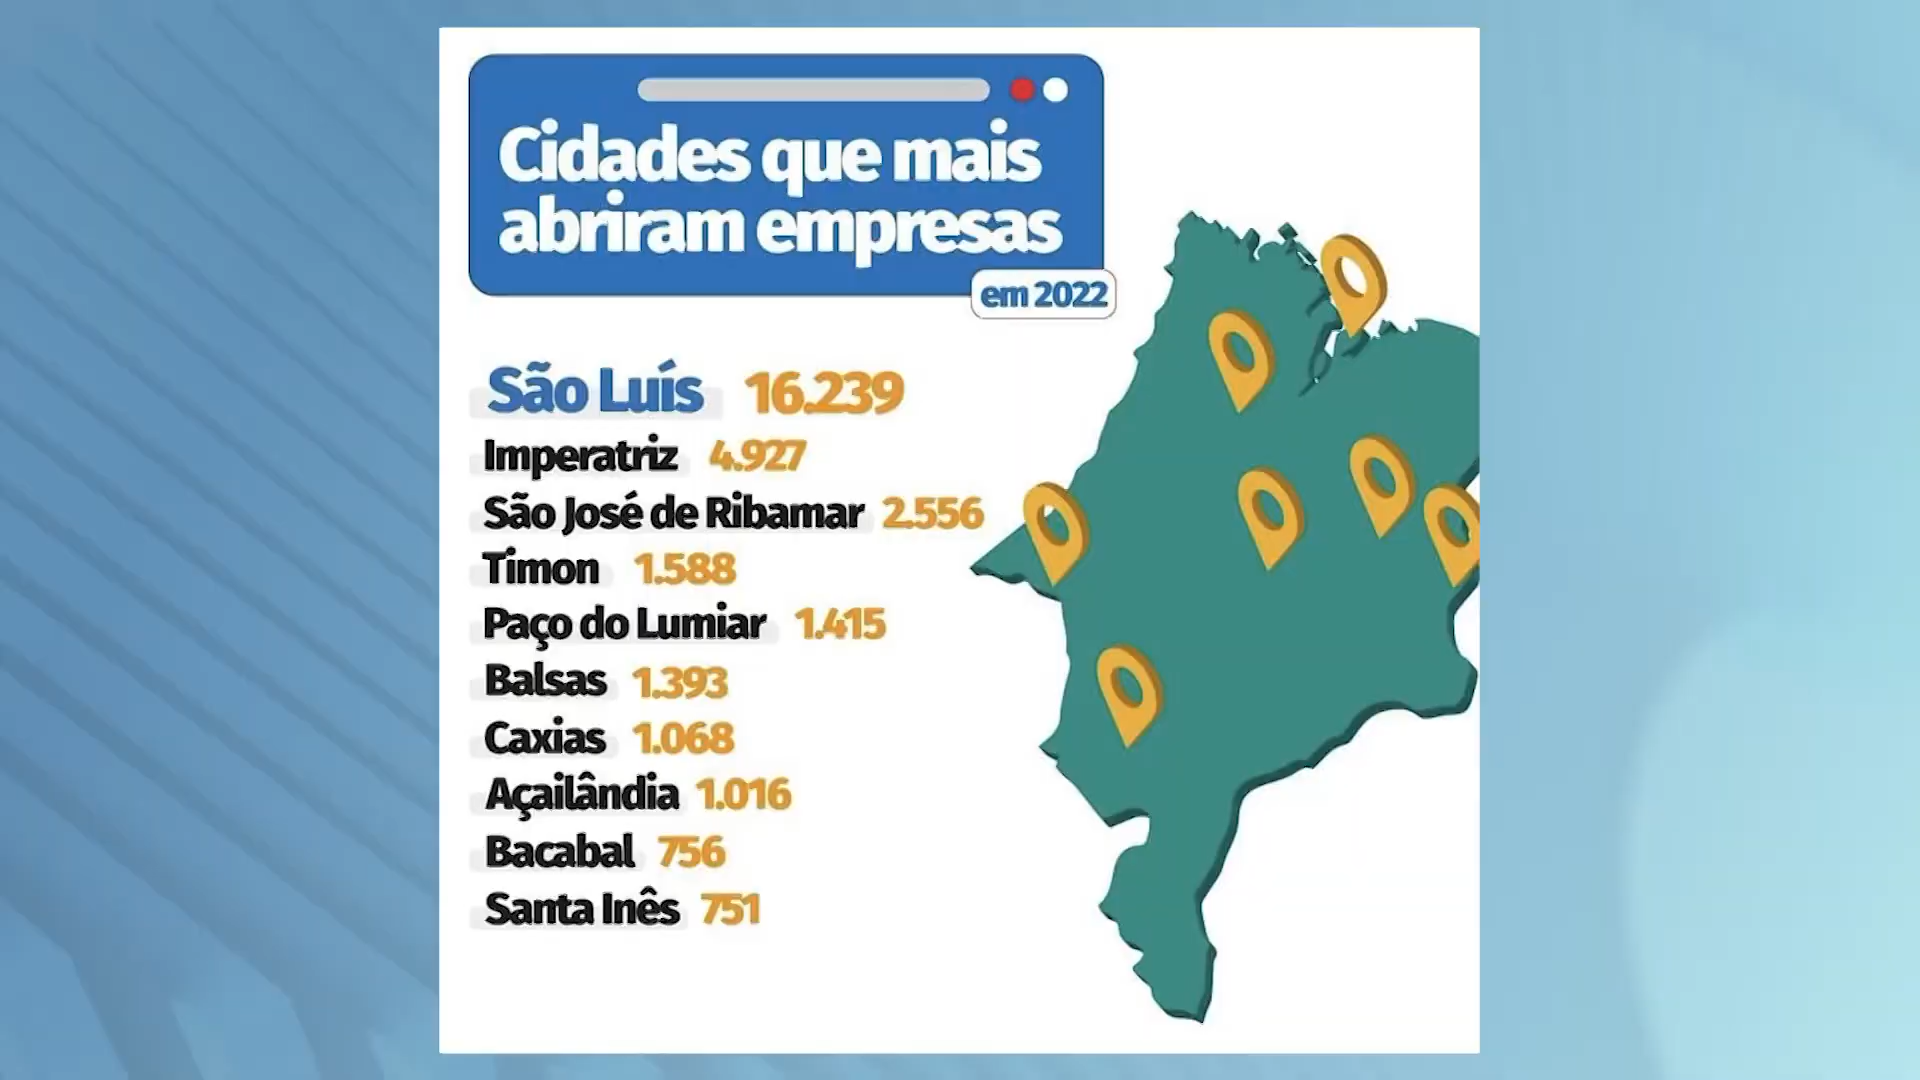 Cidades que mais
abriram empresas
em 2022
São Luís 16.239
Imperatriz 4.927
São José de Ribamar 2.556
Timon 1.588
Paço do Lumiar 1.415
Balsas 1.393
Caxias 1.068
Açailândia 1.016
Bacabal 756
Santa Inês 751